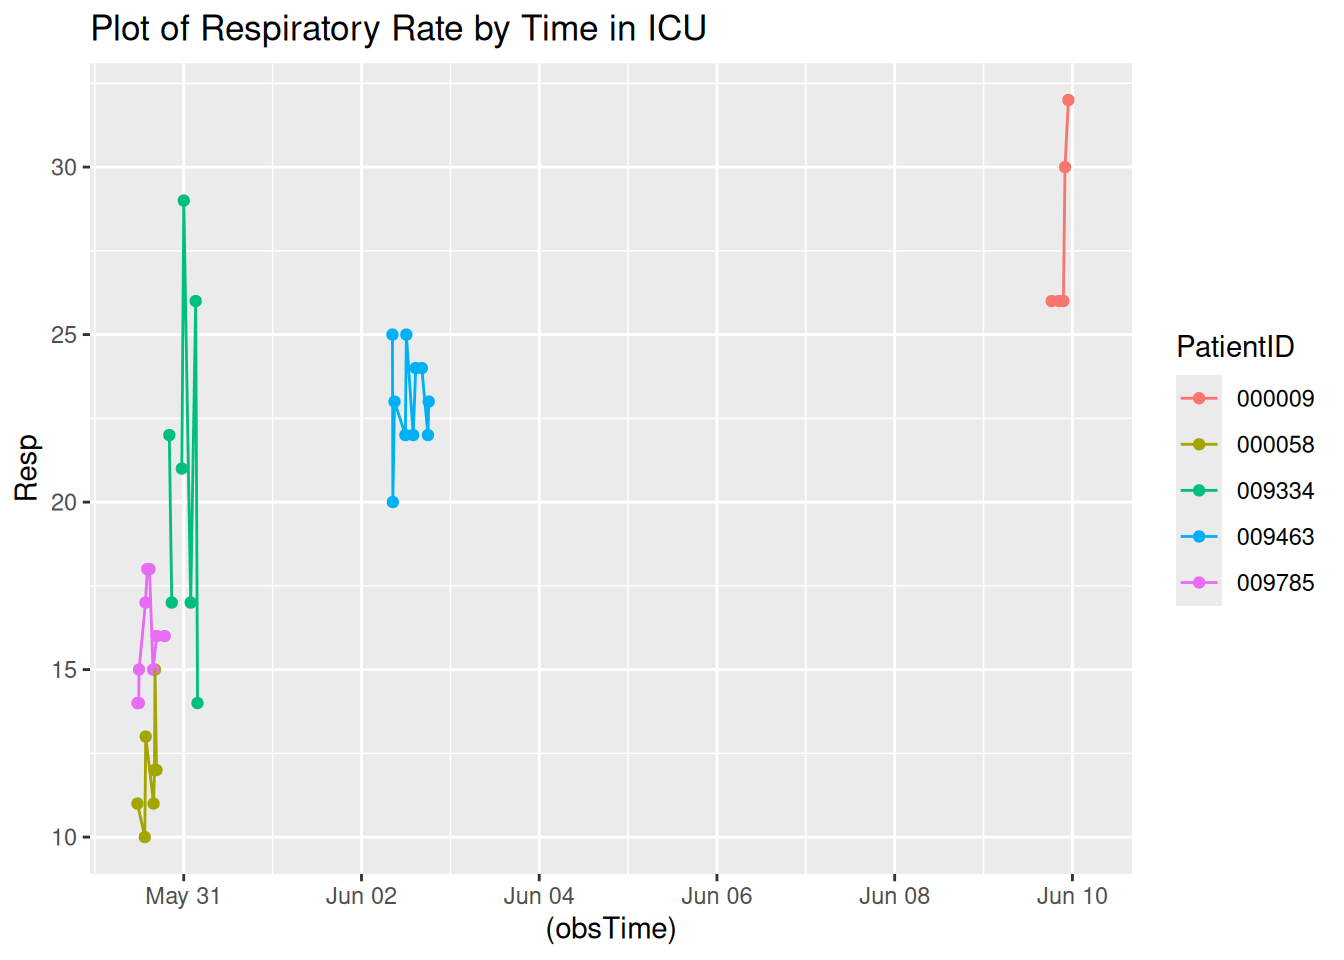 Plot of Respiratory Rate by Time in ICU
Resp
30
25
20
15
10
May 31 Jun 02 Jun 04 Jun 06 Jun 08 Jun 10
(obsTime)
PatientID
000009
000058
009334
009463
009785